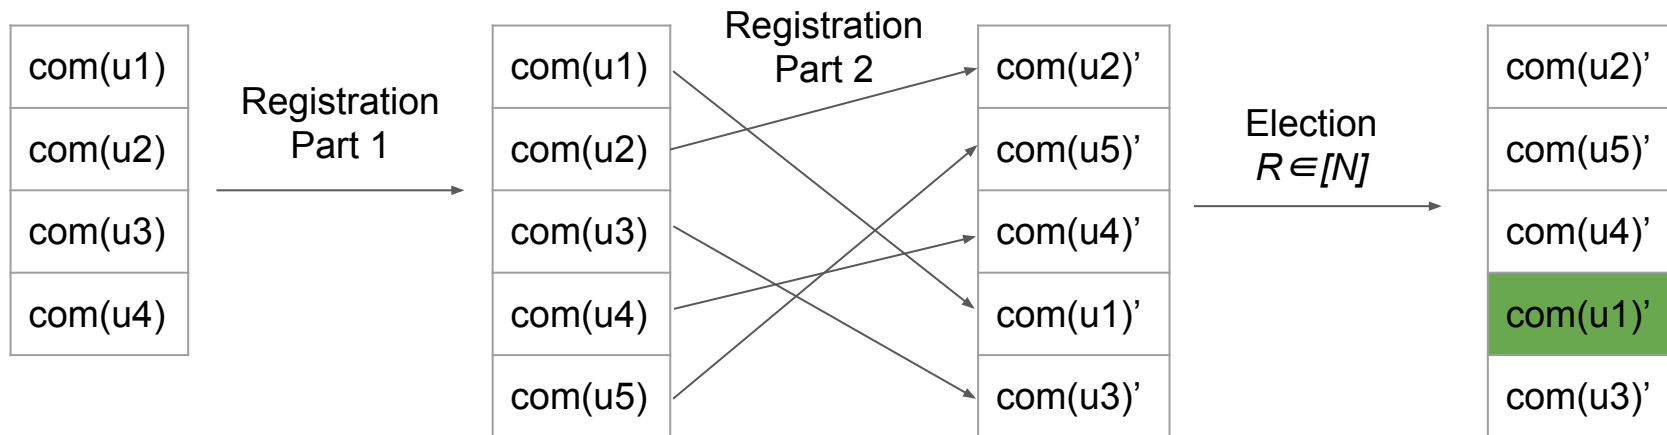 com(u1)
com(u2)
com(u3)
com(u4)
Registration
Part 1
com(u1)
com(u2)
com(u3)
com(u4)
com(u5)
Registration
Part 2
com(u2)’
com(u5)’
com(u4)’
com(u1)’
com(u3)’
Election
R∈[N]
com(u2)’
com(u5)’
com(u4)’
com(u1)’
com(u3)’